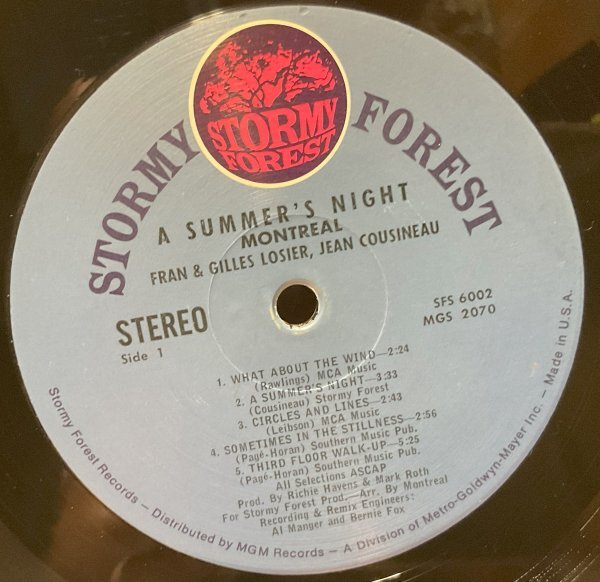 STORMY FOREST
STORMY
FOREST
A SUMMER'S NIGHT
MONTREAL
FRAN & GILLES LOSIER, JEAN COUSINEAU
STEREO
Side 1
SFS 6002
MGS 2070
1. WHAT ABOUT THE WIND—2:24
(Rawlings) MCA Music
2. A SUMMER'S NIGHT—3:33
(Cousineau) Stormy Forest
3. CIRCLES AND LINES—2:43
(Leibson) MCA Music
4. SOMETIMES IN THE STILLNESS—2:56
(Pagé-Horan) Southern Music Pub.
5. THIRD FLOOR WALK-UP—5:25
(Pagé-Horan) Southern Music Pub.
All Selections ASCAP
Prod. By Richie Havens & Mark Roth
For Stormy Forest Prod.—Arr. By Montreal
Recording & Remix Engineers:
Al Manger and Bernie Fox
Stormy Forest Records — Distributed by MGM Records — A Division of Metro-Goldwyn-Mayer Inc. — Made in U.S.A.